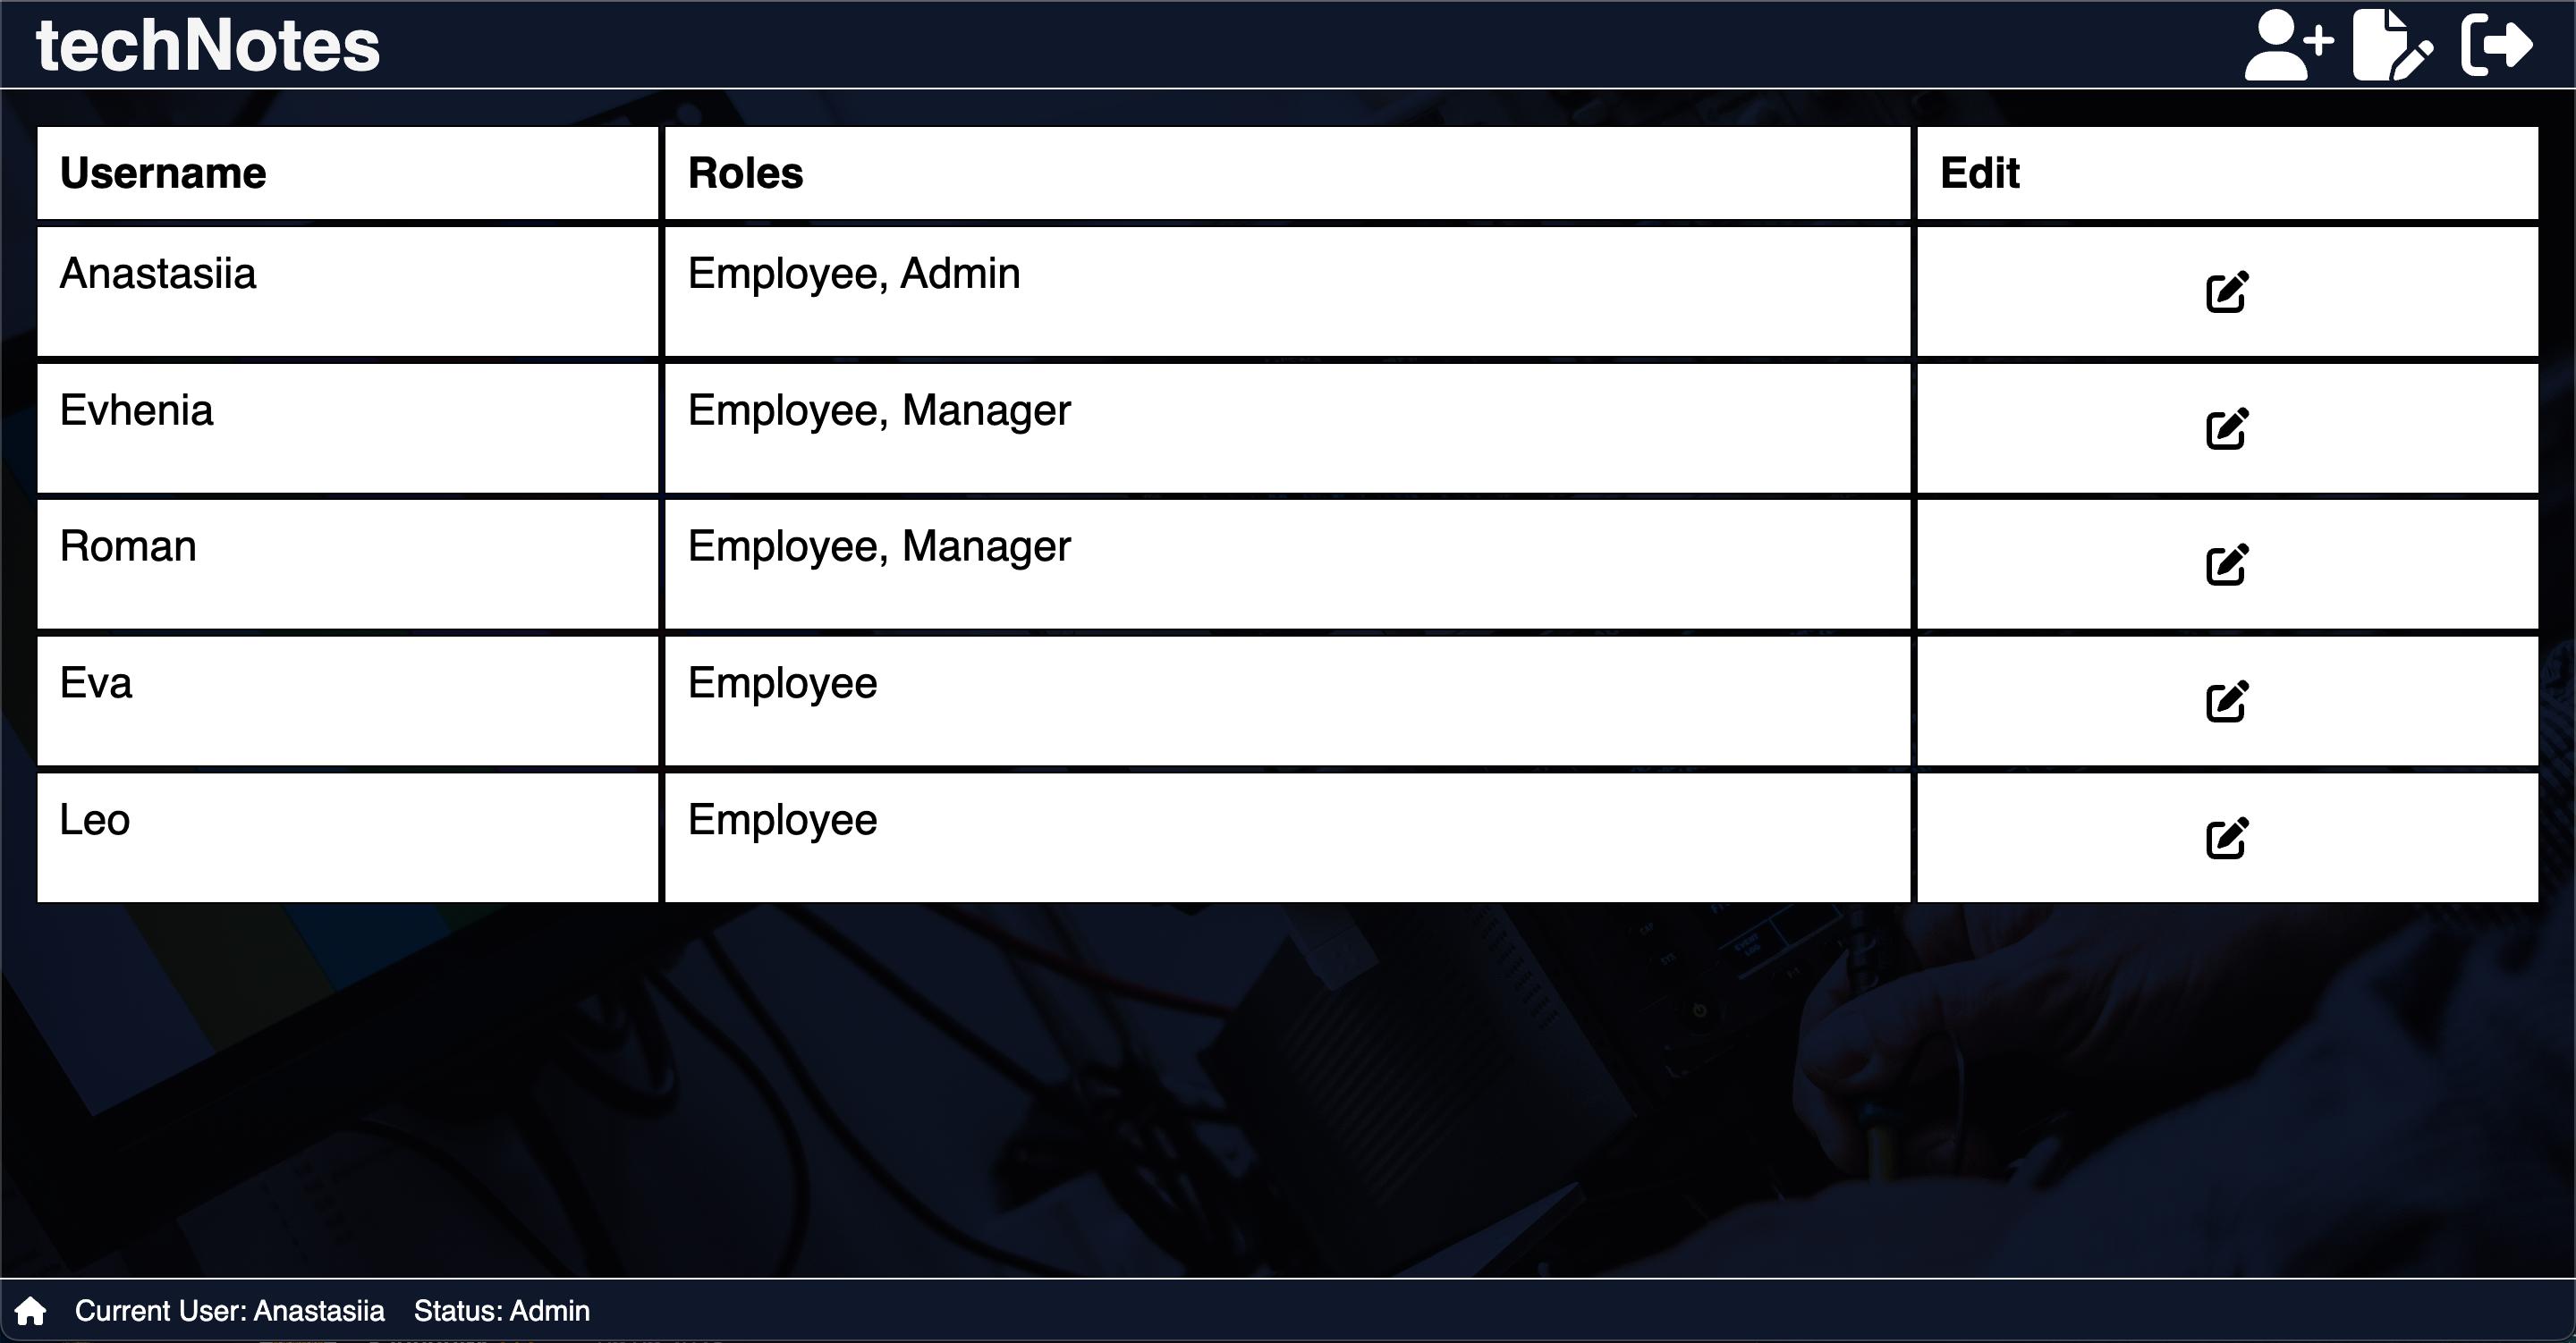 techNotes
Username Roles Edit
Anastasiia Employee, Admin
Evhenia Employee, Manager
Roman Employee, Manager
Eva Employee
Leo Employee
Current User: Anastasiia Status: Admin